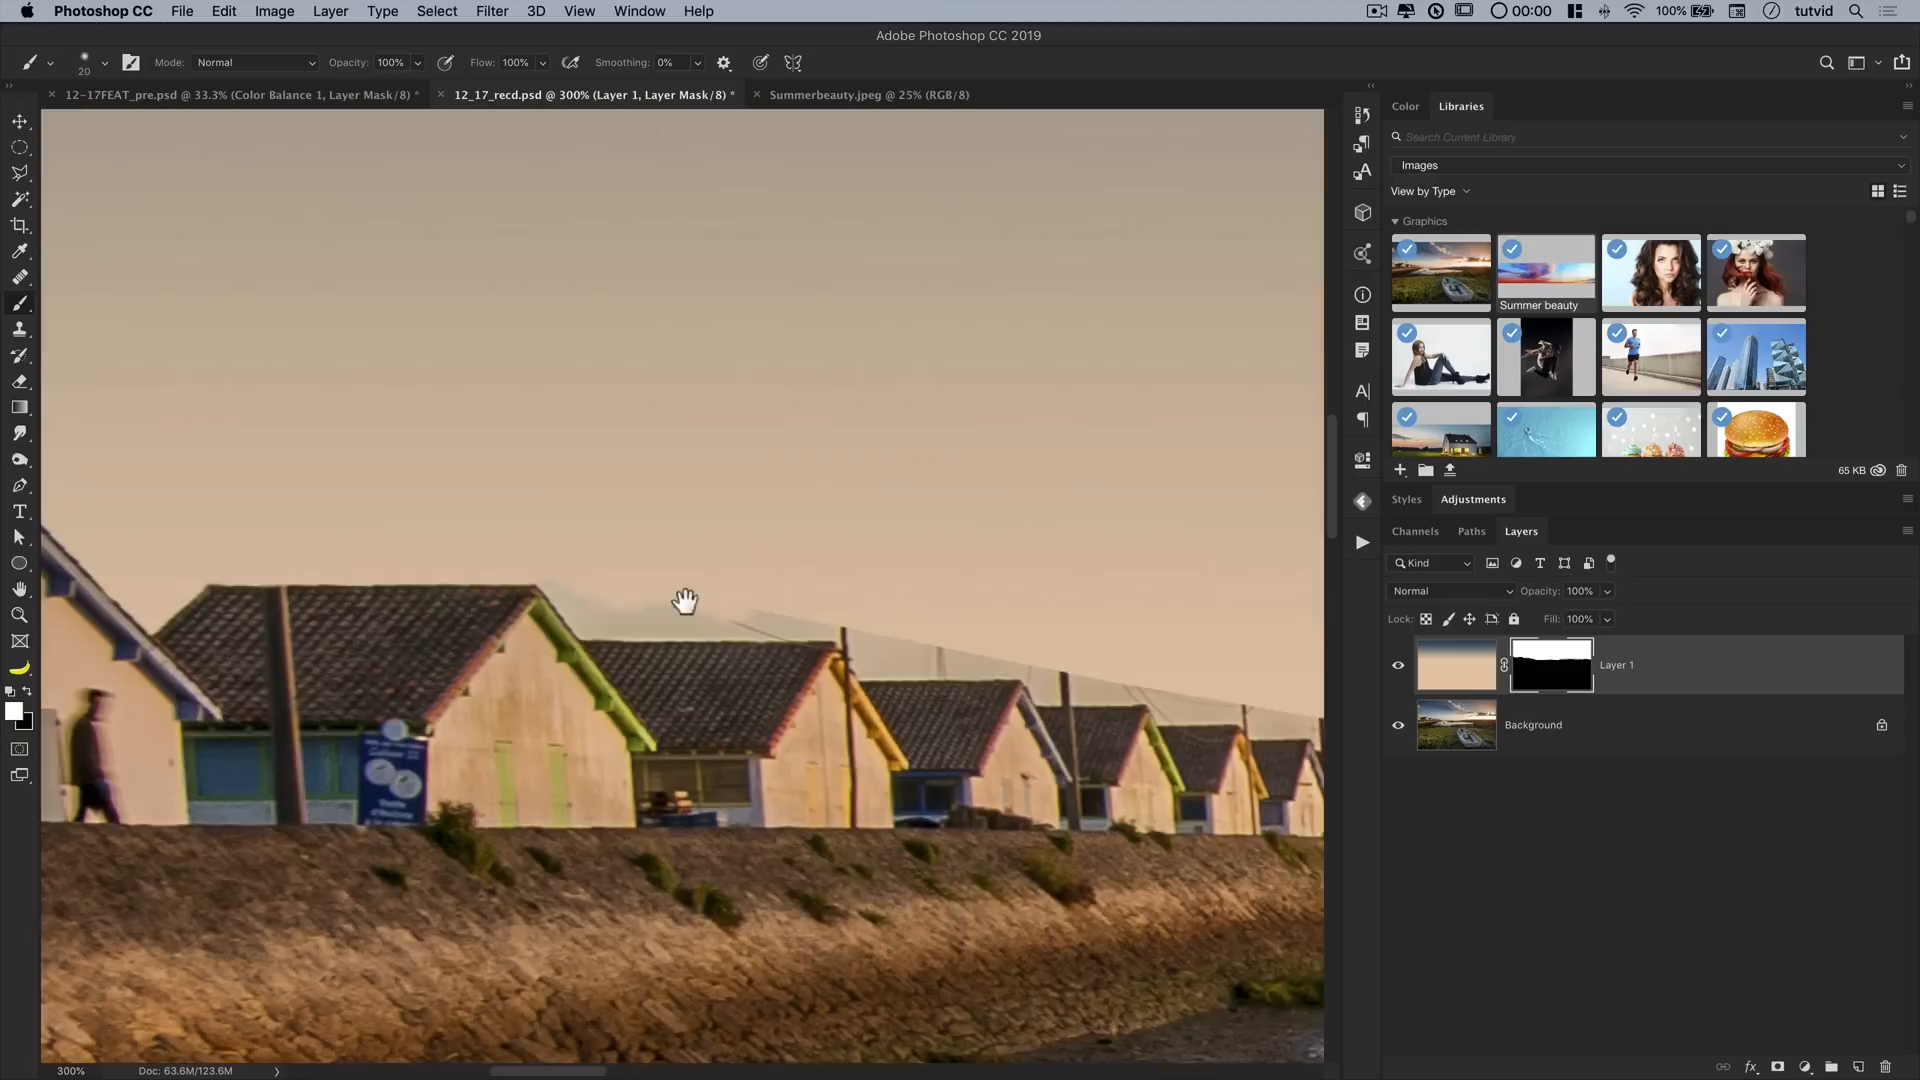 Photoshop CC File Edit Image Layer Type Select Filter 3D View Window Help 00:00 100% tutvid
Adobe Photoshop CC 2019
20 Mode: Normal Opacity: 100% Flow: 100% Smoothing: 0%
12-17FEAT_pre.psd @ 33.3% (Color Balance 1, Layer Mask/8) * 12_17_recd.psd @ 300% (Layer 1, Layer Mask/8) * Summerbeauty.jpeg @ 25% (RGB/8)
Color Libraries
Search Current Library
Images
View by Type
Graphics
Summer beauty
65 KB
Styles Adjustments
Channels Paths Layers
Kind
Normal Opacity: 100%
Lock: Fill: 100%
Layer 1
Background
300% Doc: 63.6M/123.6M